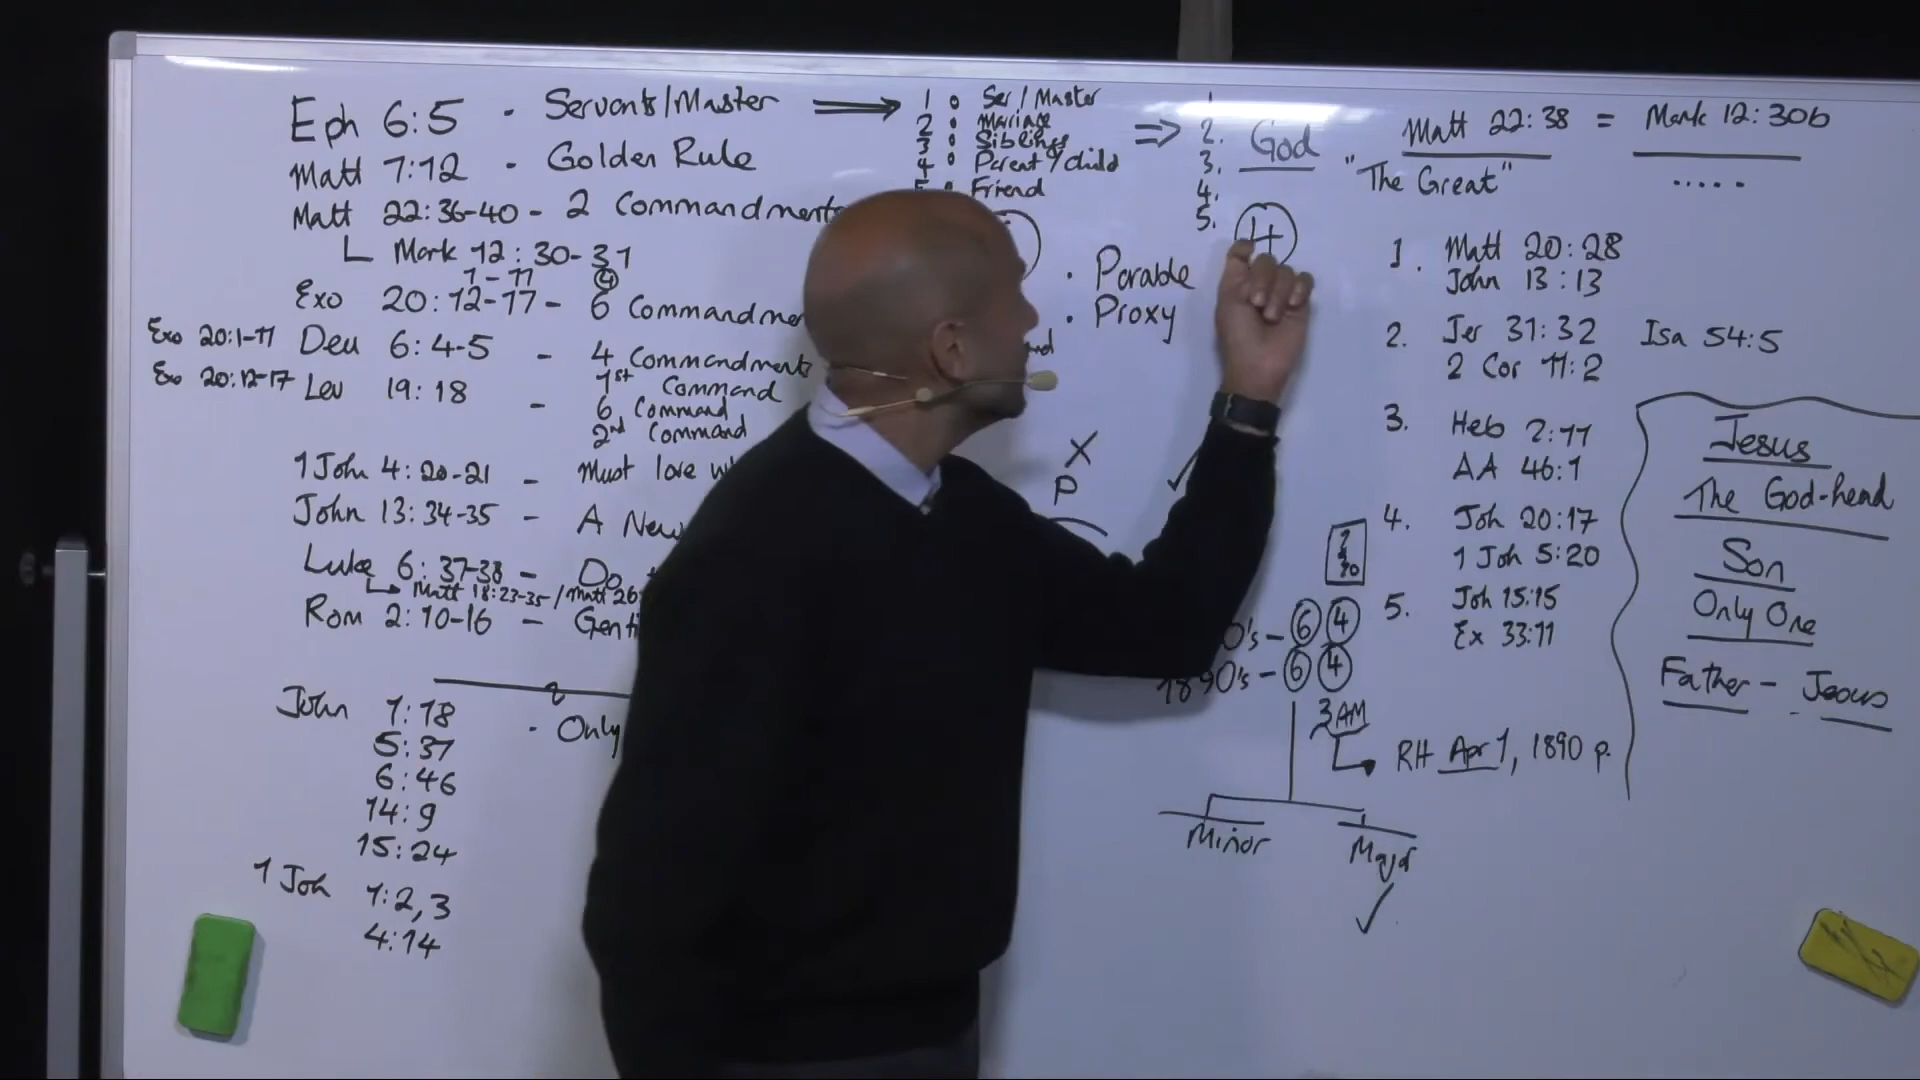 Eph 6:5 - Servants/Master
Matt 7:12 - Golden Rule
Matt 22:36-40 - 2 Commandments
Mark 12:30-31
1-11 4
Exo 20:12-17 - 6 Commandmen
Exo 20:1-11 Deu 6:4-5 - 4 Commandments
1st Command
Exo 20:12-17 Lev 19:18 - 6 Command
2nd Command
1 John 4:20-21 - Must love
John 13:34-35 - A New
Luke 6:37-38 - Do
Matt 18:23-35 / Matt 26
Rom 2:10-16 - Genti
John 1:18 - Only
5:37
6:46
14:9
15:24
1 Joh 1:2,3
4:14
1 Ser/Master
2 Mariage
3 Siblings
4 Parent/child
5 Friend
Parable
Proxy
X
P
1
2. God
3.
4.
5.
H
Matt 22:38 = Mark 12:30b
"The Great" .....
1. Matt 20:28
John 13:13
2. Jer 31:32 Isa 54:5
2 Cor 11:2
3. Heb 2:11
AA 46:1
4. Joh 20:17
1 Joh 5:20
5. Joh 15:15
Ex 33:11
0's - 6 4
1890's - 6 4
3AM
RH Apr 1, 1890 p.
Minor Major
Jesus
The God-head
Son
Only One
Father - Jesus